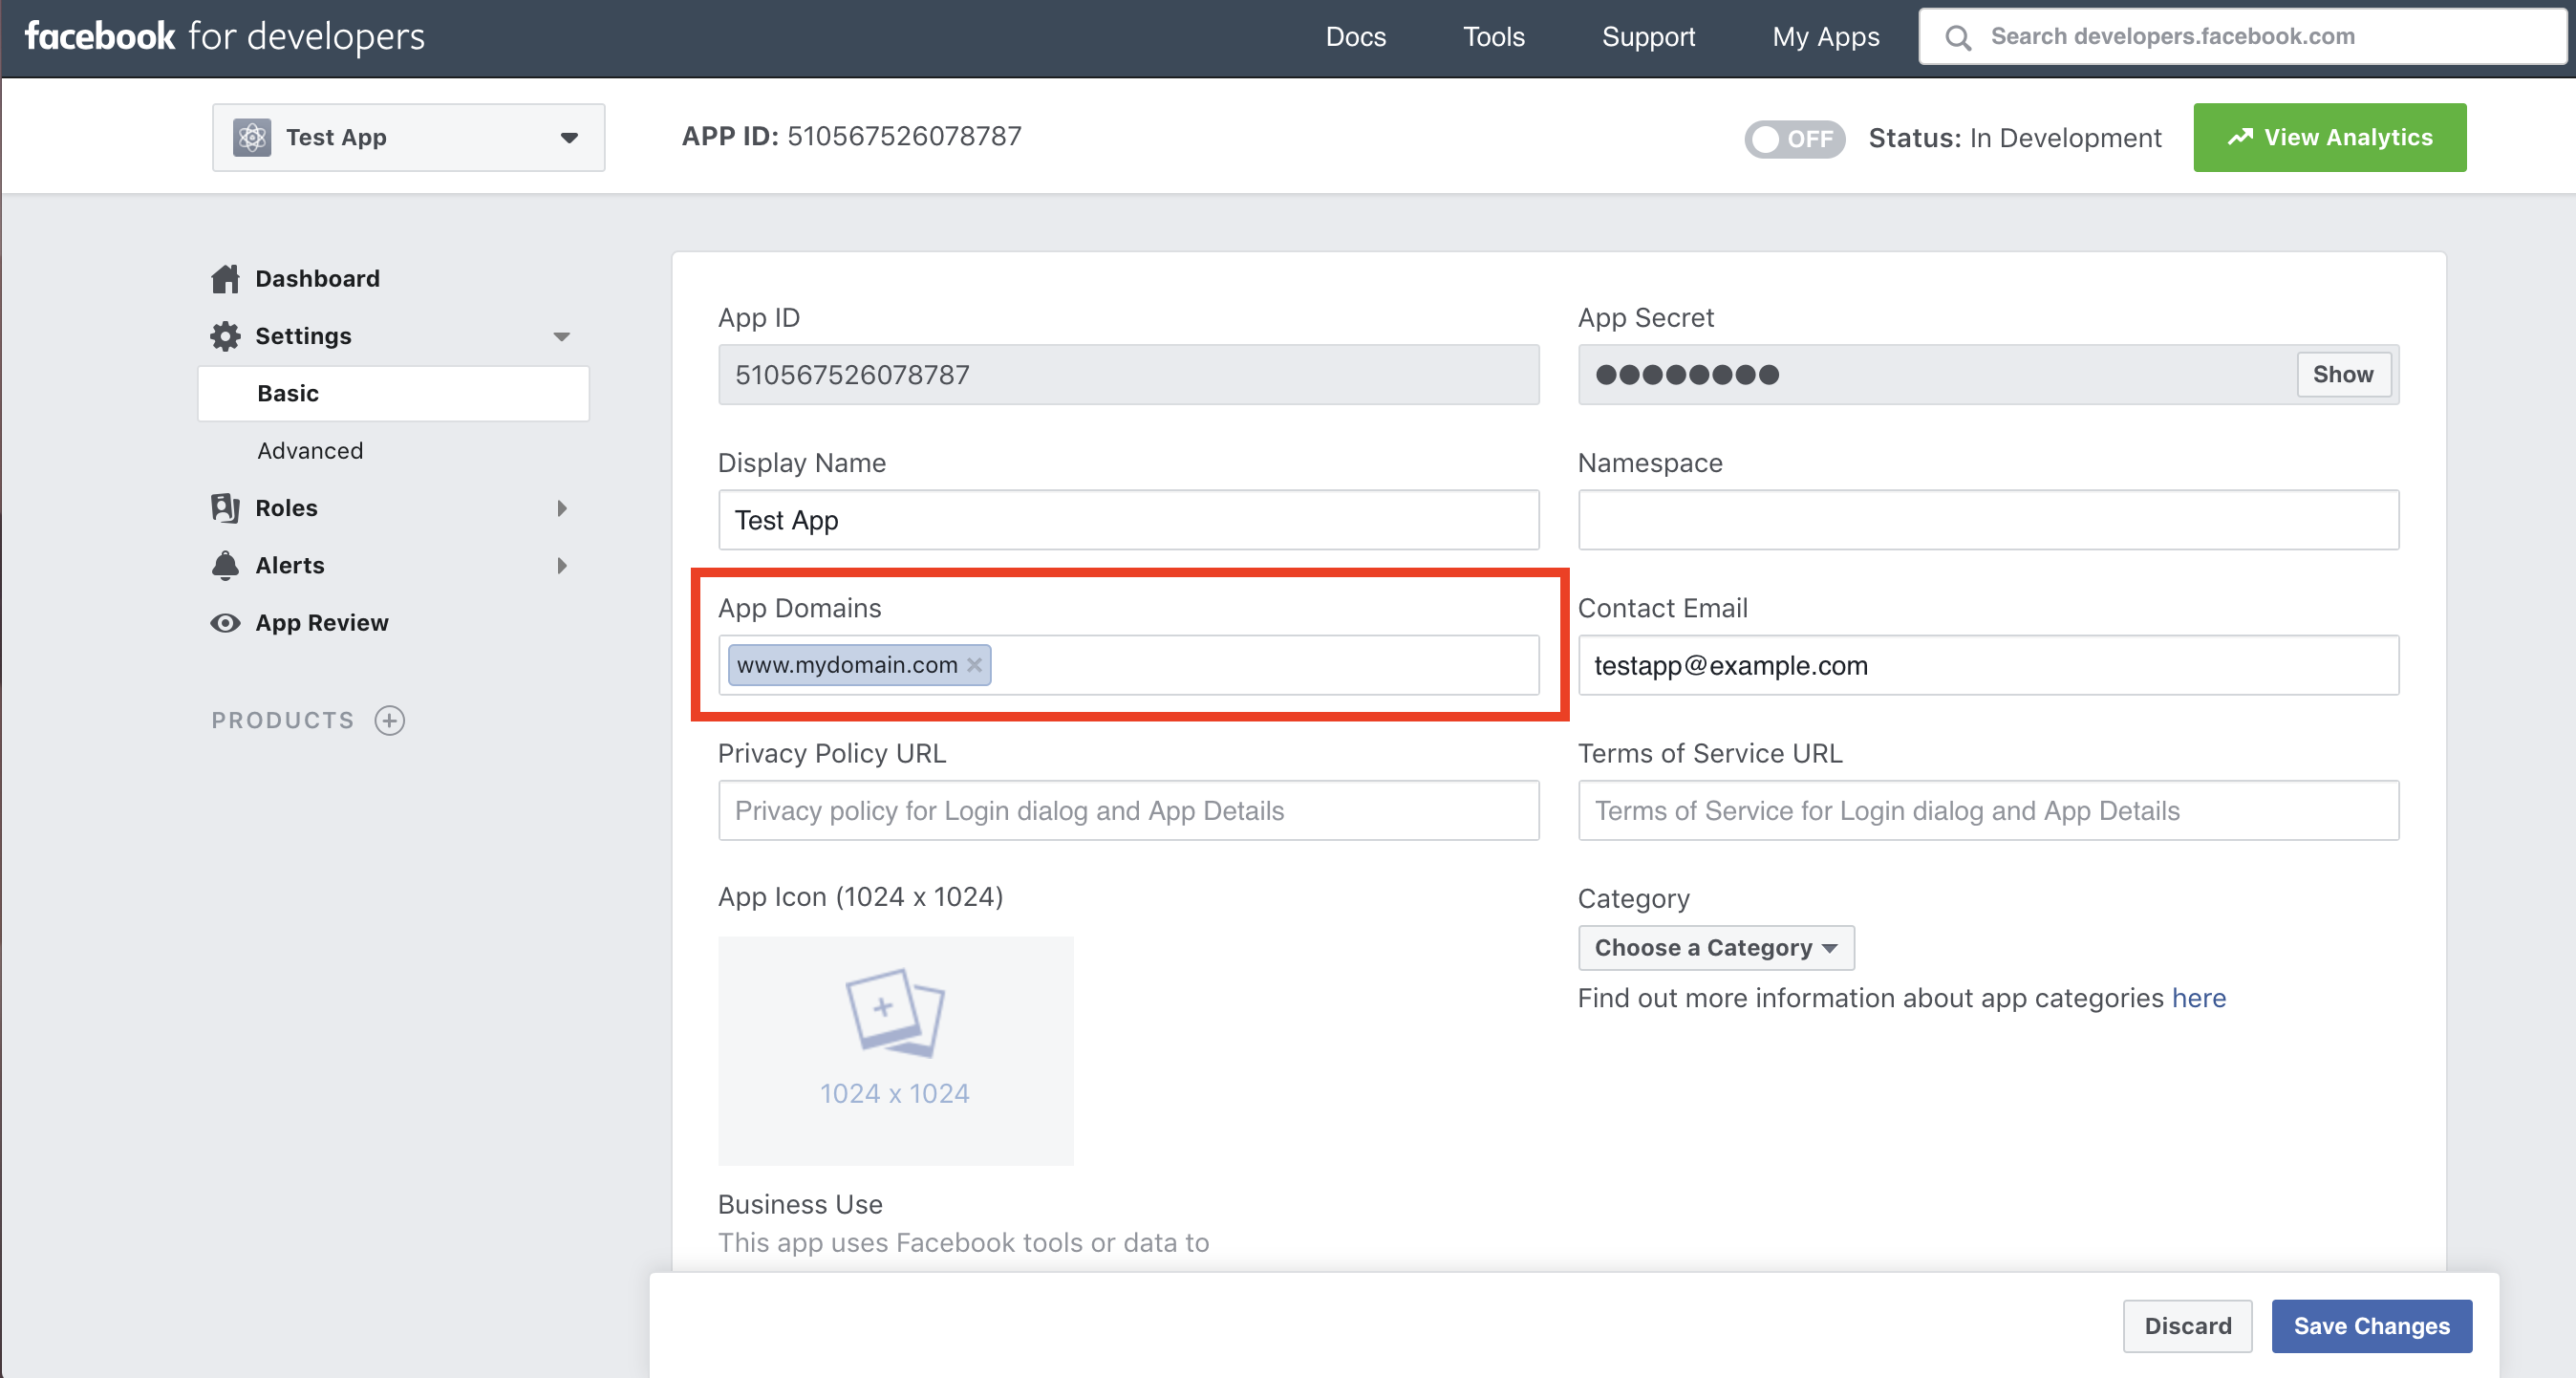 facebook for developers
Docs
Tools
Support
My Apps
Search developers.facebook.com
Test App
APP ID: 510567526078787
OFF
Status: In Development
View Analytics
Dashboard
Settings
Basic
Advanced
Roles
Alerts
App Review
PRODUCTS
App ID
510567526078787
App Secret
Show
Display Name
Test App
Namespace
App Domains
www.mydomain.com
Contact Email
testapp@example.com
Privacy Policy URL
Privacy policy for Login dialog and App Details
Terms of Service URL
Terms of Service for Login dialog and App Details
App Icon (1024 x 1024)
1024 x 1024
Category
Choose a Category
Find out more information about app categories here
Business Use
This app uses Facebook tools or data to
Discard
Save Changes